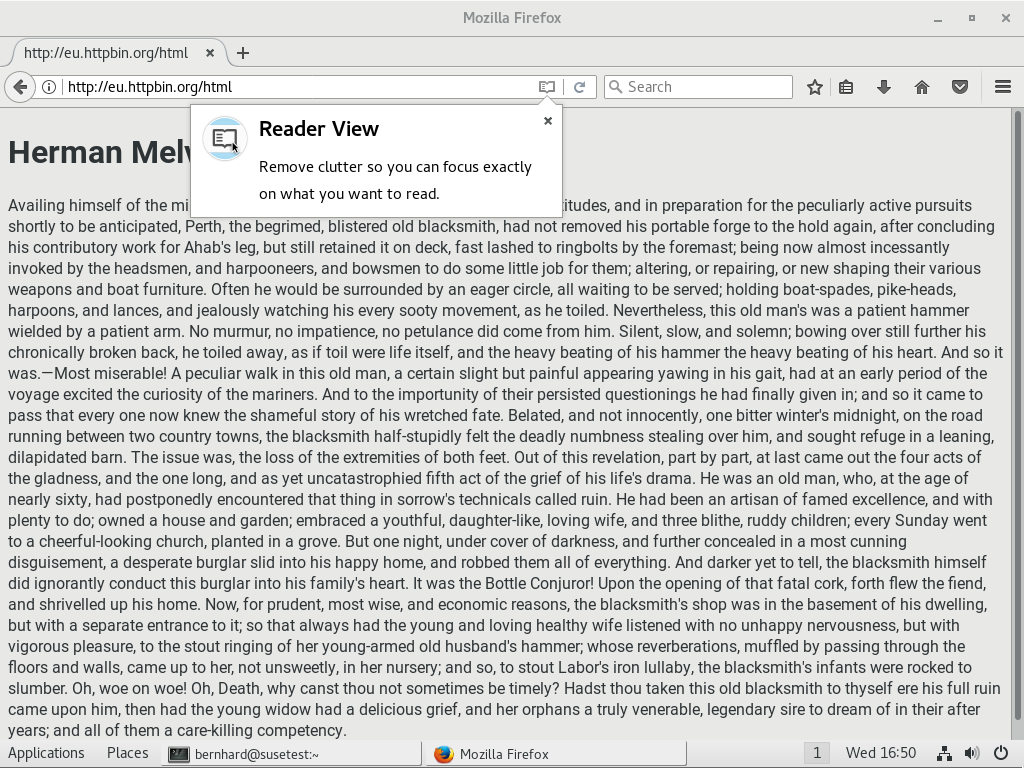 Mozilla Firefox
http://eu.httpbin.org/html
http://eu.httpbin.org/html
Search
Reader View
Remove clutter so you can focus exactly
on what you want to read.
Herman Melv
Availing himself of the mi titudes, and in preparation for the peculiarly active pursuits
shortly to be anticipated, Perth, the begrimed, blistered old blacksmith, had not removed his portable forge to the hold again, after concluding
his contributory work for Ahab's leg, but still retained it on deck, fast lashed to ringbolts by the foremast; being now almost incessantly
invoked by the headsmen, and harpooneers, and bowsmen to do some little job for them; altering, or repairing, or new shaping their various
weapons and boat furniture. Often he would be surrounded by an eager circle, all waiting to be served; holding boat-spades, pike-heads,
harpoons, and lances, and jealously watching his every sooty movement, as he toiled. Nevertheless, this old man's was a patient hammer
wielded by a patient arm. No murmur, no impatience, no petulance did come from him. Silent, slow, and solemn; bowing over still further his
chronically broken back, he toiled away, as if toil were life itself, and the heavy beating of his hammer the heavy beating of his heart. And so it
was.—Most miserable! A peculiar walk in this old man, a certain slight but painful appearing yawing in his gait, had at an early period of the
voyage excited the curiosity of the mariners. And to the importunity of their persisted questionings he had finally given in; and so it came to
pass that every one now knew the shameful story of his wretched fate. Belated, and not innocently, one bitter winter's midnight, on the road
running between two country towns, the blacksmith half-stupidly felt the deadly numbness stealing over him, and sought refuge in a leaning,
dilapidated barn. The issue was, the loss of the extremities of both feet. Out of this revelation, part by part, at last came out the four acts of
the gladness, and the one long, and as yet uncatastrophied fifth act of the grief of his life's drama. He was an old man, who, at the age of
nearly sixty, had postponedly encountered that thing in sorrow's technicals called ruin. He had been an artisan of famed excellence, and with
plenty to do; owned a house and garden; embraced a youthful, daughter-like, loving wife, and three blithe, ruddy children; every Sunday went
to a cheerful-looking church, planted in a grove. But one night, under cover of darkness, and further concealed in a most cunning
disguisement, a desperate burglar slid into his happy home, and robbed them all of everything. And darker yet to tell, the blacksmith himself
did ignorantly conduct this burglar into his family's heart. It was the Bottle Conjuror! Upon the opening of that fatal cork, forth flew the fiend,
and shrivelled up his home. Now, for prudent, most wise, and economic reasons, the blacksmith's shop was in the basement of his dwelling,
but with a separate entrance to it; so that always had the young and loving healthy wife listened with no unhappy nervousness, but with
vigorous pleasure, to the stout ringing of her young-armed old husband's hammer; whose reverberations, muffled by passing through the
floors and walls, came up to her, not unsweetly, in her nursery; and so, to stout Labor's iron lullaby, the blacksmith's infants were rocked to
slumber. Oh, woe on woe! Oh, Death, why canst thou not sometimes be timely? Hadst thou taken this old blacksmith to thyself ere his full ruin
came upon him, then had the young widow had a delicious grief, and her orphans a truly venerable, legendary sire to dream of in their after
years; and all of them a care-killing competency.
Applications Places bernhard@susetest:~ Mozilla Firefox 1 Wed 16:50